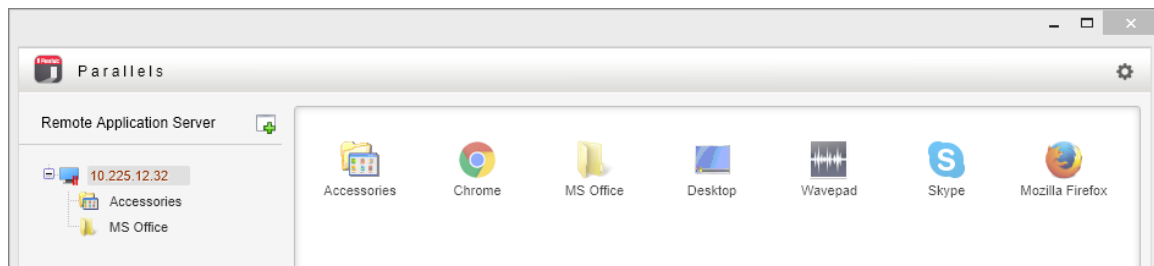 Parallels
Remote Application Server
10.225.12.32
Accessories
MS Office
Accessories
Chrome
MS Office
Desktop
Wavepad
Skype
Mozilla Firefox